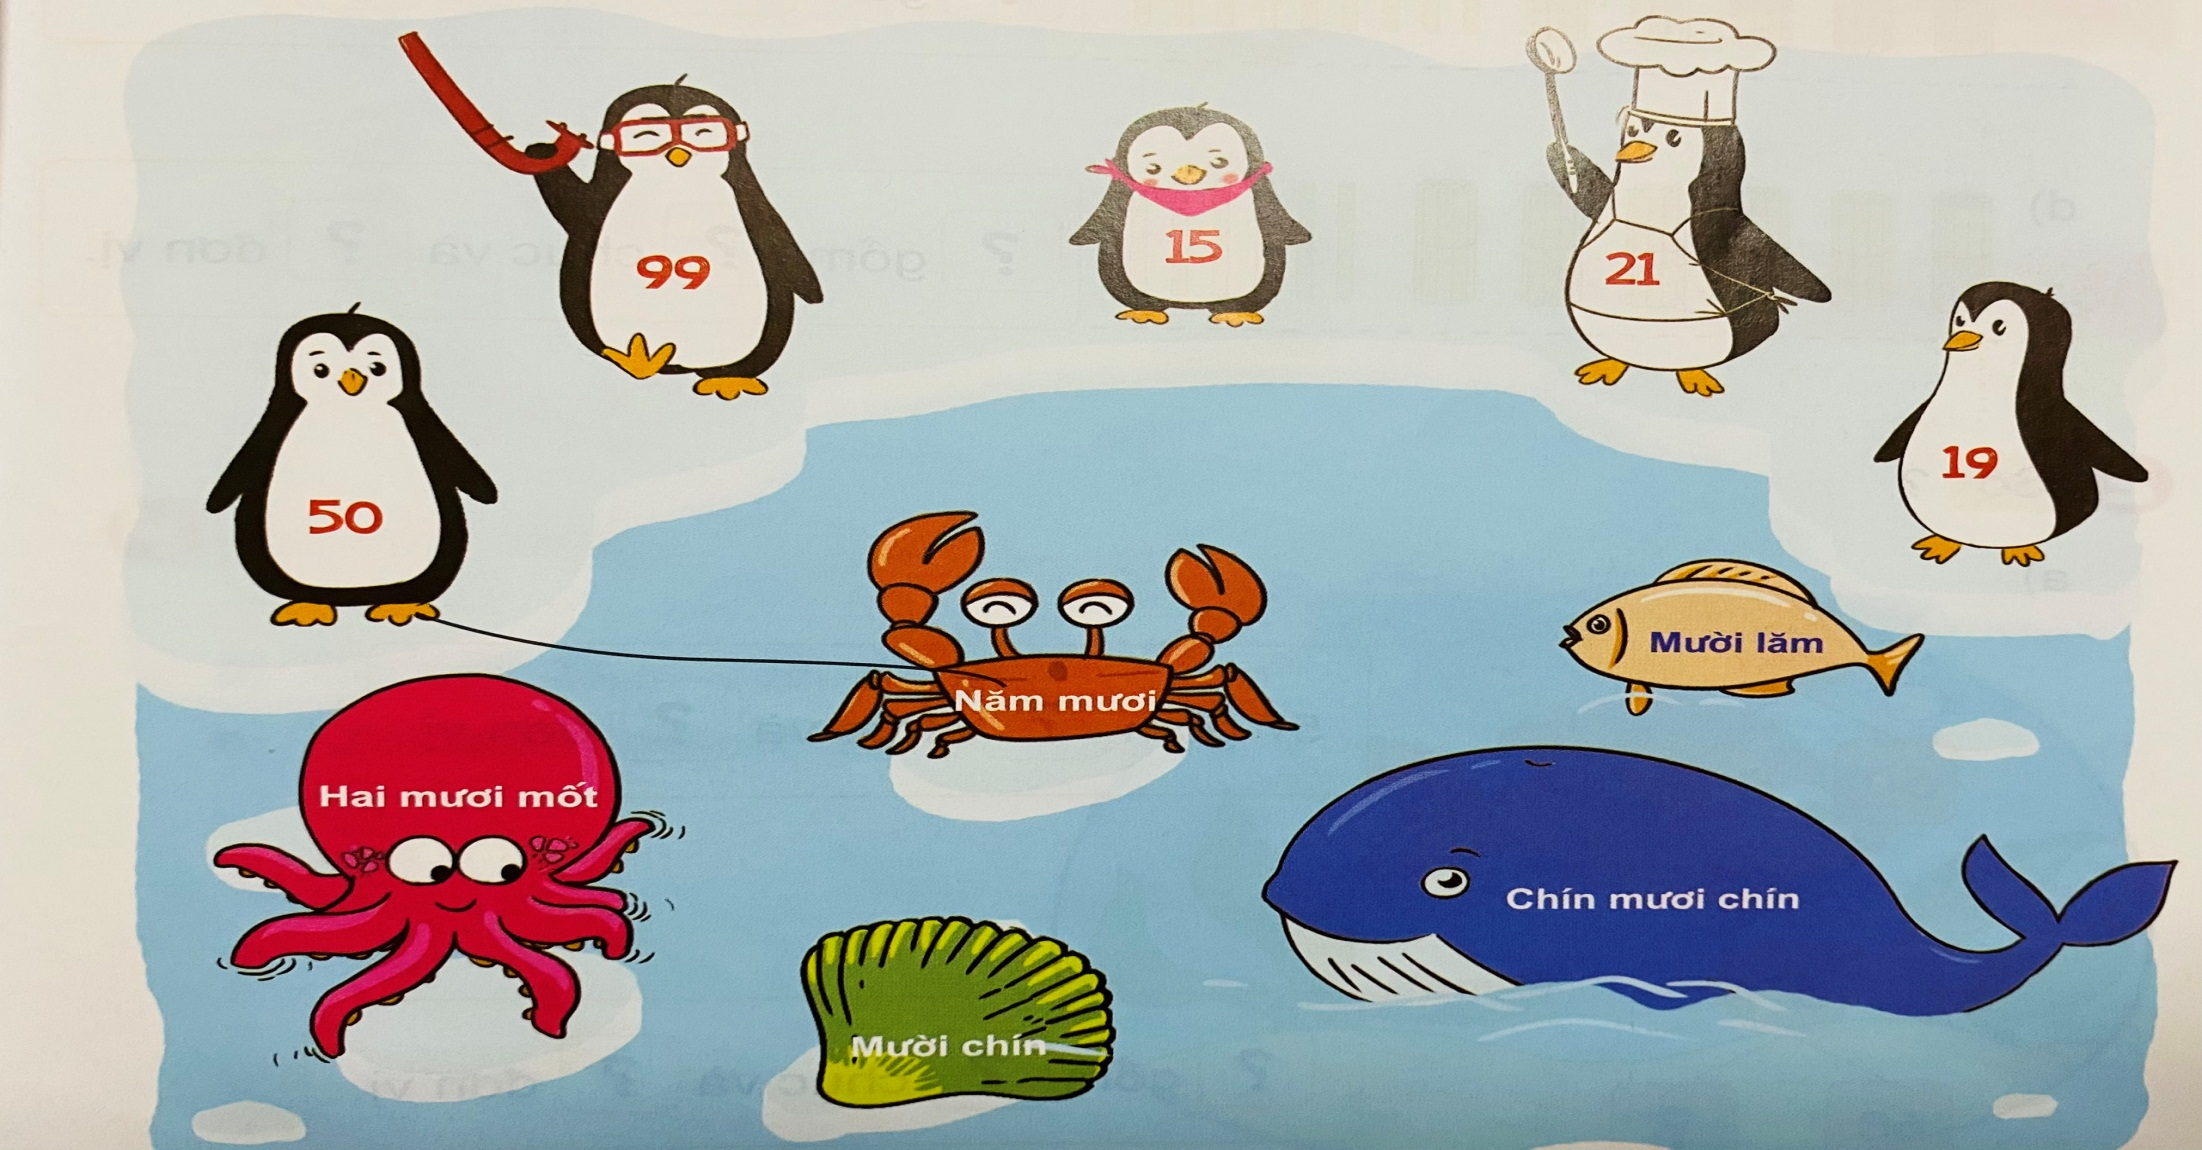 99
15
21
50
19
Mười lăm
Năm mươi
Hai mươi mốt
Chín mươi chín
Mười chín